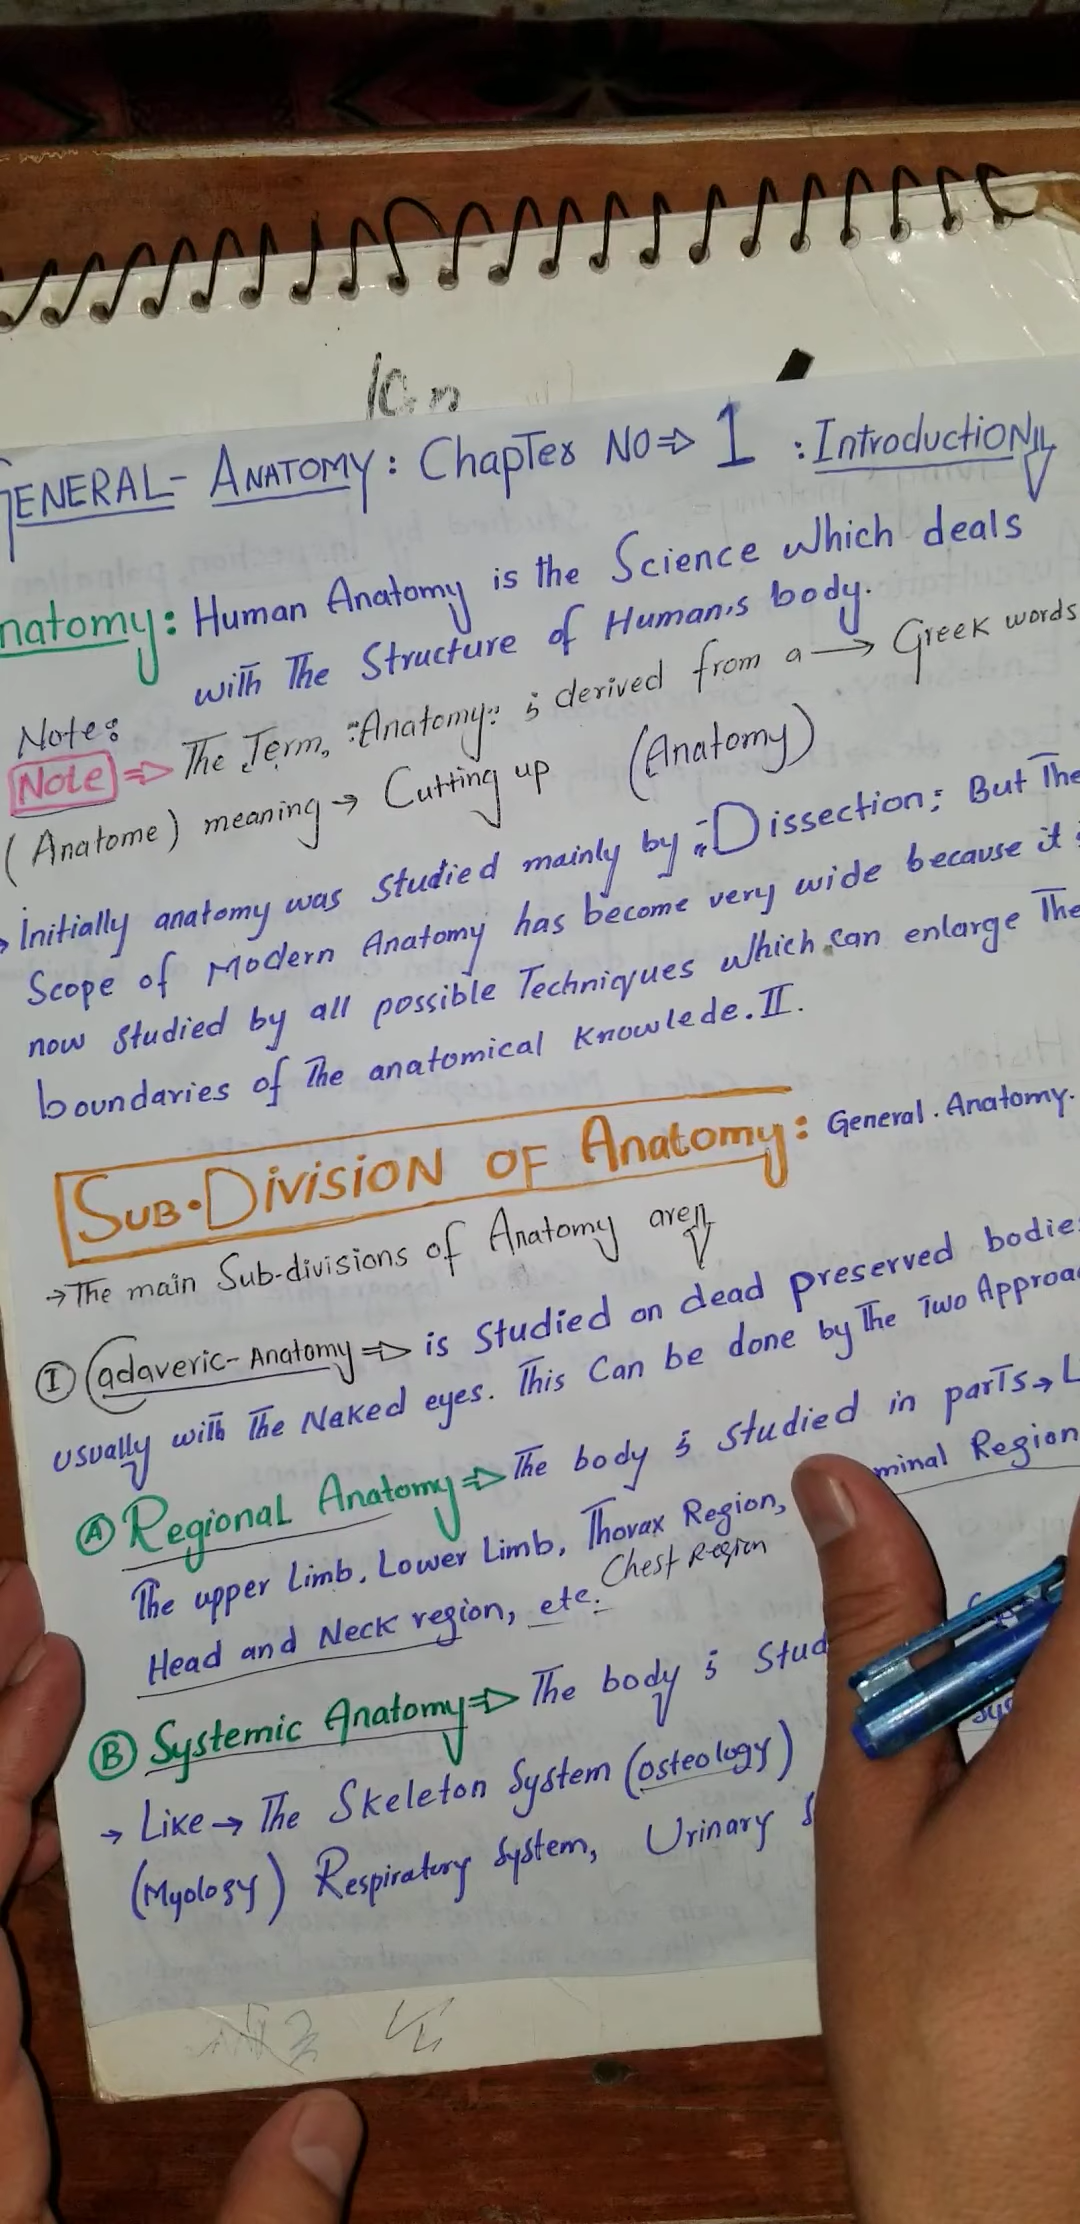 GENERAL- ANATOMY: Chapter NO⇒ 1 : Introduction
natomy: Human Anatomy is the Science which deals
with The Structure of Human's body.
Note:
Note ⇒ The Term, "Anatomy" is derived from a → Greek words
(Anatome) meaning → Cutting up (Anatomy)
→ Initially anatomy was Studied mainly by "Dissection; But The
Scope of Modern Anatomy has become very wide because it i
now Studied by all possible Techniques which can enlarge The
boundaries of The anatomical Knowlede. II.
SUB-DIVISION OF Anatomy: General. Anatomy.
→ The main Sub-divisions of Anatomy are
I Cadaveric-Anatomy ⇒ is Studied on dead preserved bodies
usually with The Naked eyes. This Can be done by The Two Approa
A Regional Anatomy ⇒ The body is Studied in parts → L
The upper Limb, Lower Limb, Thorax Region, minal Region
Chest Region
Head and Neck region, etc.
B Systemic Anatomy ⇒ The body is Stud
→ Like → The Skeleton System (osteology)
(Myology) Respiratory System, Urinary S